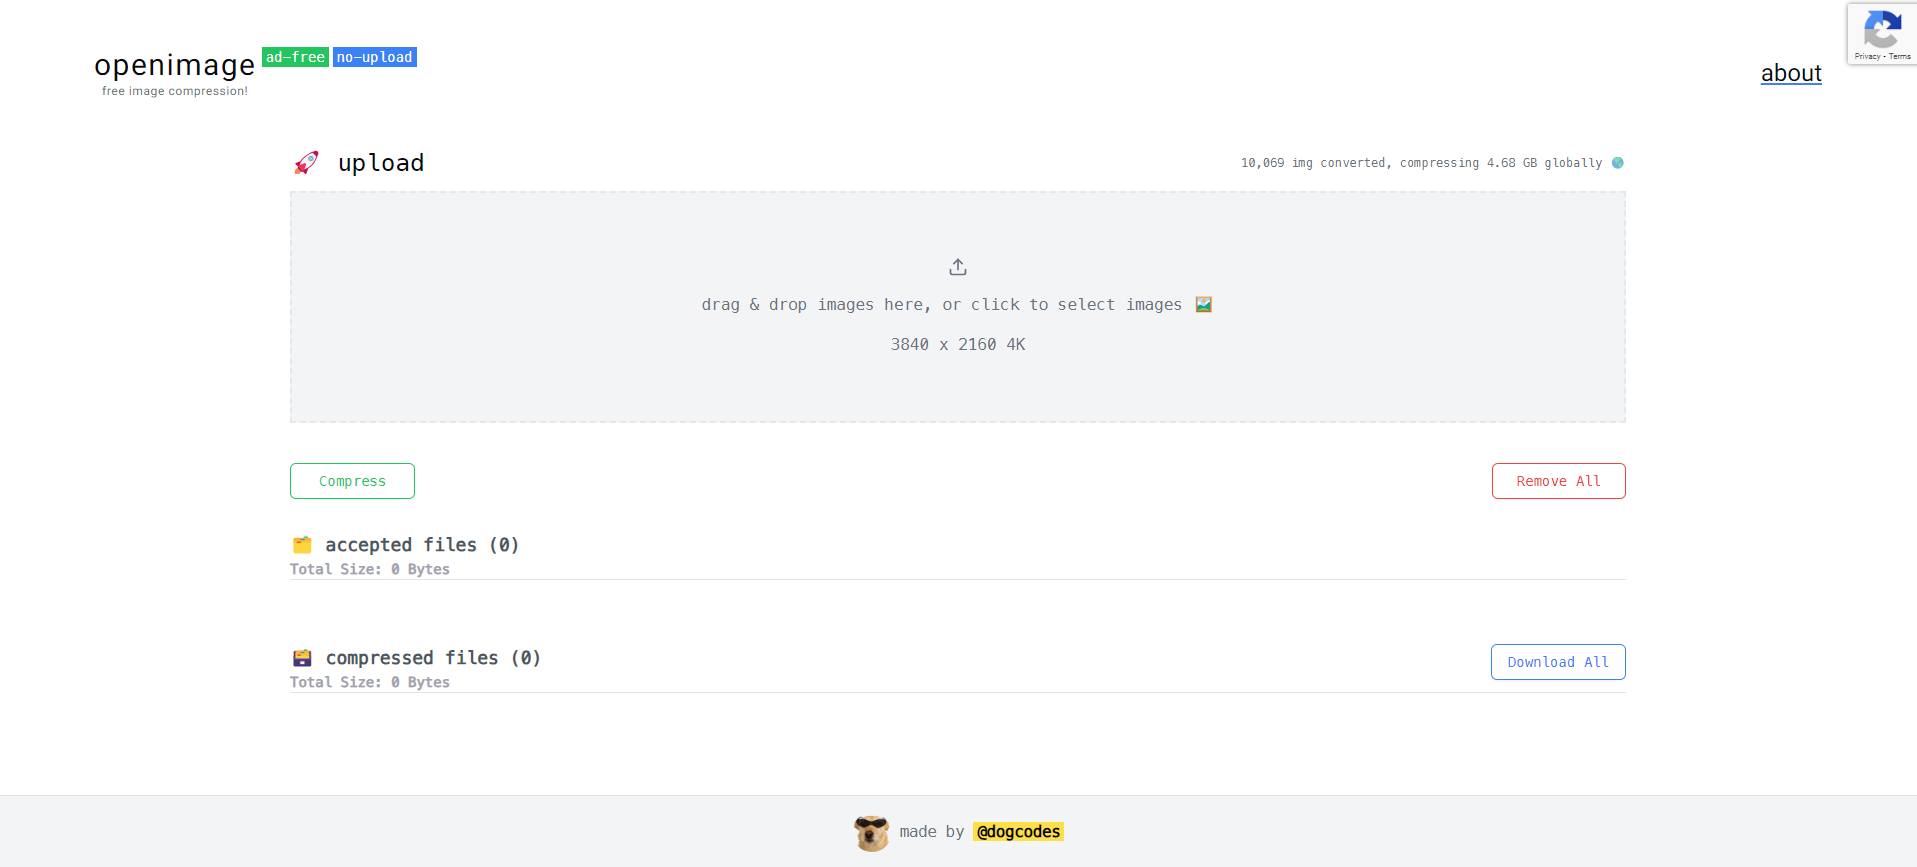 openimage ad-free no-upload
free image compression!
about
Privacy - Terms
upload
10,069 img converted, compressing 4.68 GB globally
drag & drop images here, or click to select images
3840 x 2160 4K
Compress
Remove All
accepted files (0)
Total Size: 0 Bytes
compressed files (0)
Total Size: 0 Bytes
Download All
made by @dogcodes